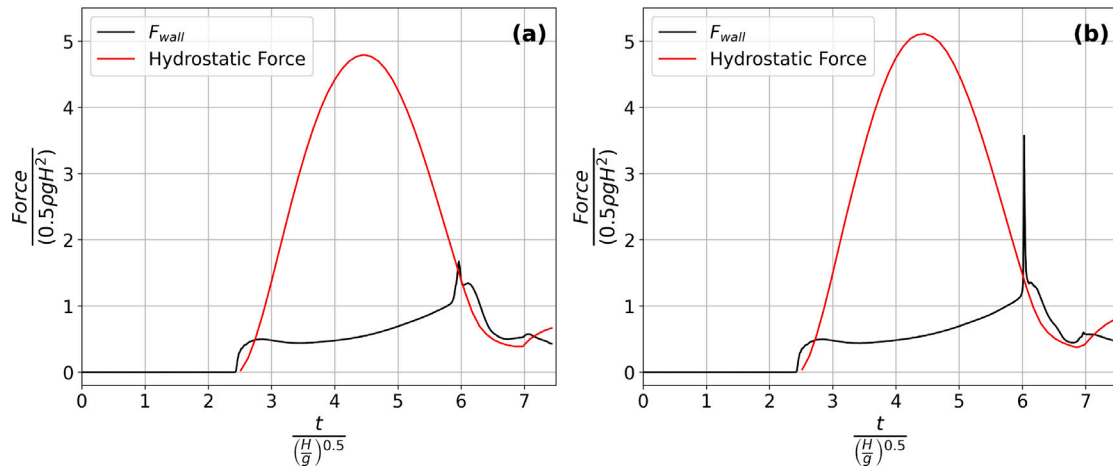 F_wall
Hydrostatic Force
(a)
5
4
3
2
1
0
Force
(0.5ρgH²)
0 1 2 3 4 5 6 7
t
(H/g)^0.5
F_wall
Hydrostatic Force
(b)
5
4
3
2
1
0
Force
(0.5ρgH²)
0 1 2 3 4 5 6 7
t
(H/g)^0.5